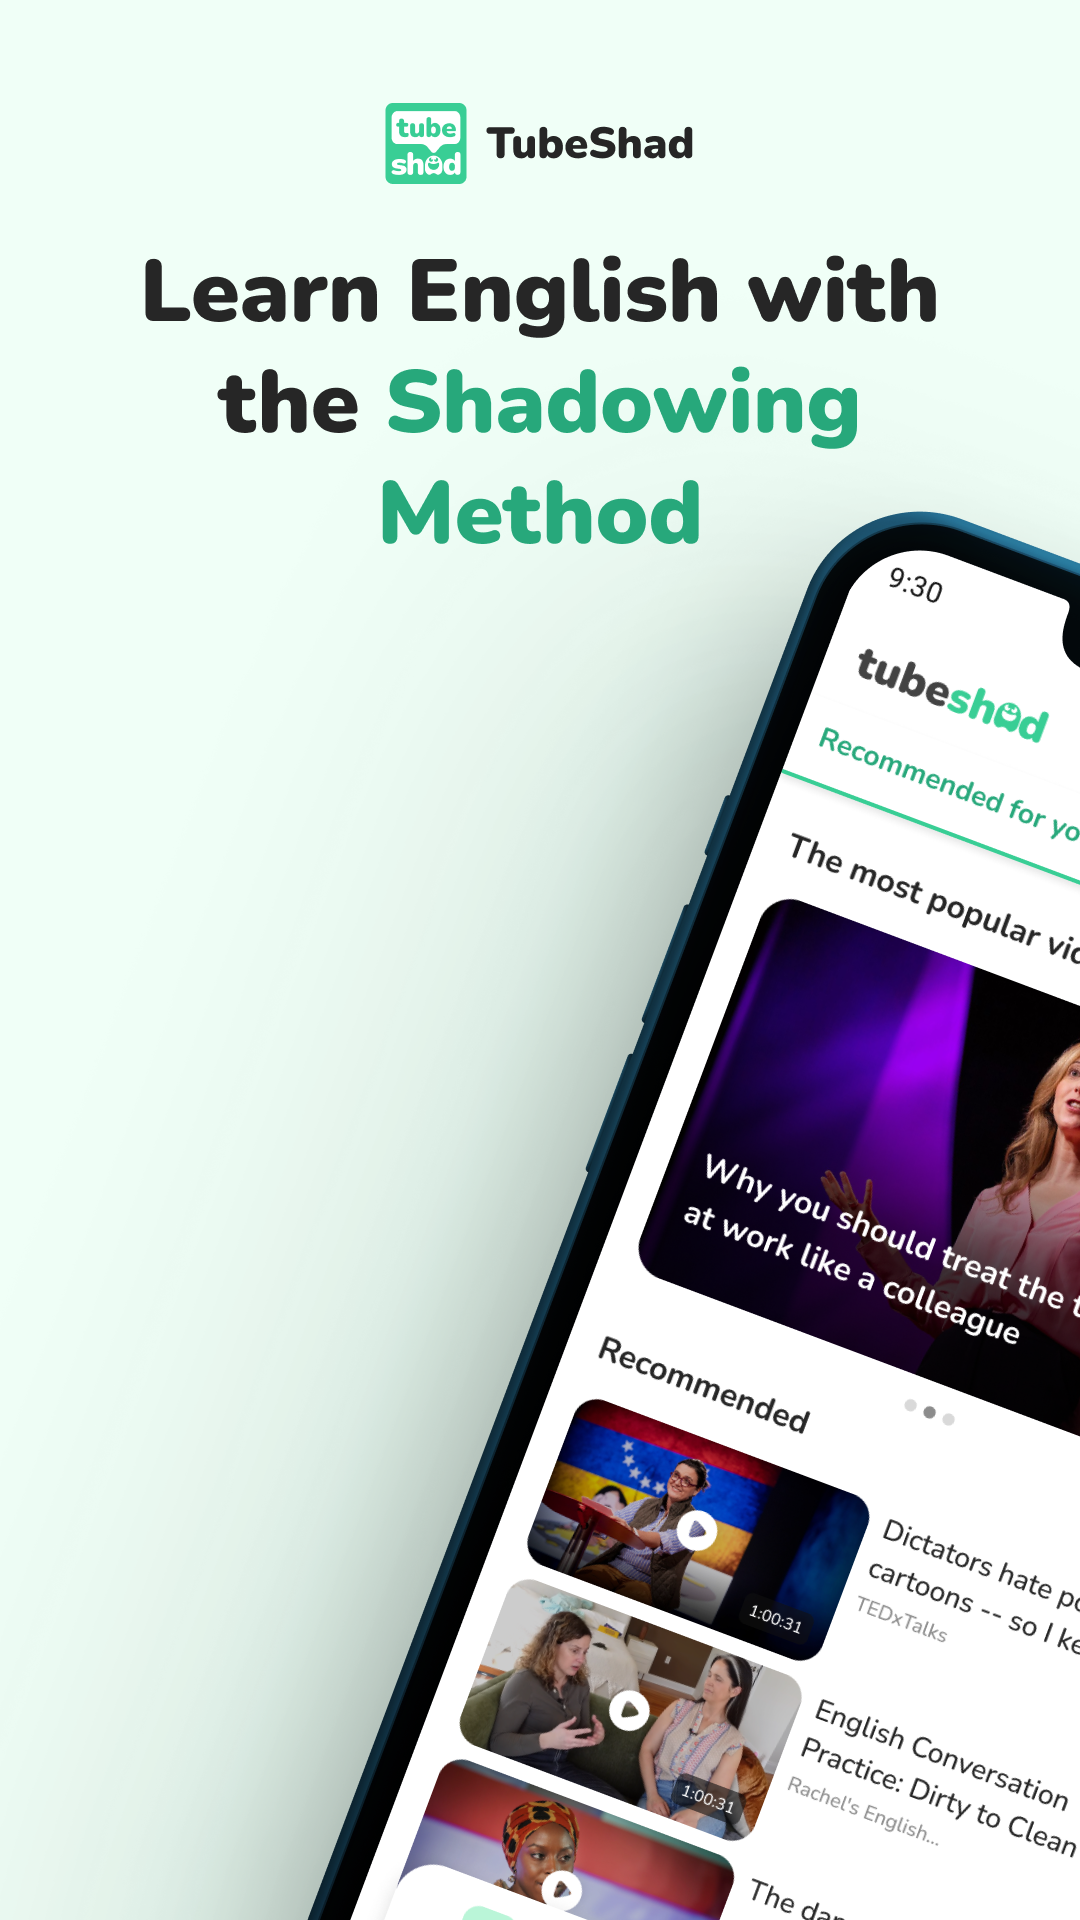 tube
shad
TubeShad
Learn English with
the Shadowing
Method
9:30
tubeshad
Recommended for yo
The most popular vid
Why you should treat the t
at work like a colleague
Recommended
1:00:31
Dictators hate po
cartoons -- so I ke
TEDxTalks
1:00:31
English Conversation
Practice: Dirty to Clean
Rachel's English...
The dan